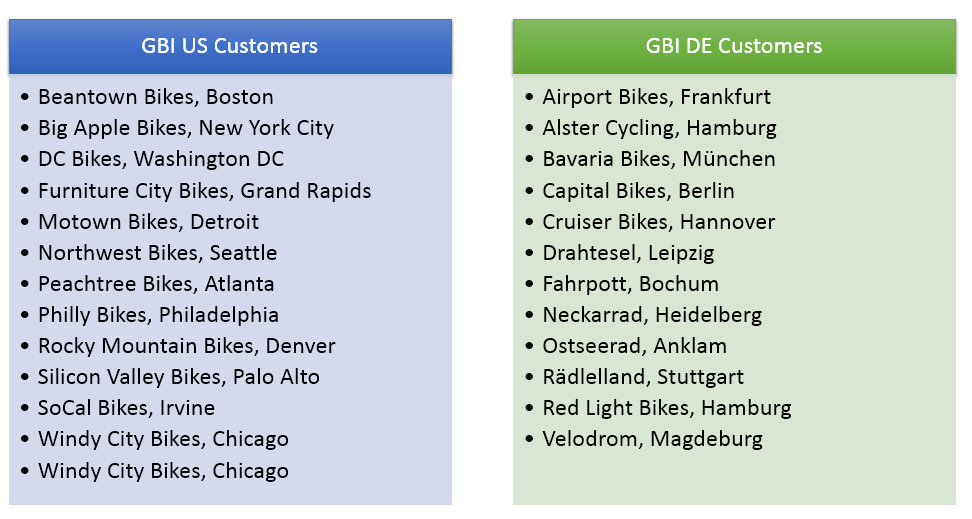 GBI US Customers
• Beantown Bikes, Boston
• Big Apple Bikes, New York City
• DC Bikes, Washington DC
• Furniture City Bikes, Grand Rapids
• Motown Bikes, Detroit
• Northwest Bikes, Seattle
• Peachtree Bikes, Atlanta
• Philly Bikes, Philadelphia
• Rocky Mountain Bikes, Denver
• Silicon Valley Bikes, Palo Alto
• SoCal Bikes, Irvine
• Windy City Bikes, Chicago
• Windy City Bikes, Chicago
GBI DE Customers
• Airport Bikes, Frankfurt
• Alster Cycling, Hamburg
• Bavaria Bikes, München
• Capital Bikes, Berlin
• Cruiser Bikes, Hannover
• Drahtesel, Leipzig
• Fahrpott, Bochum
• Neckarrad, Heidelberg
• Ostseerad, Anklam
• Rädlelland, Stuttgart
• Red Light Bikes, Hamburg
• Velodrom, Magdeburg